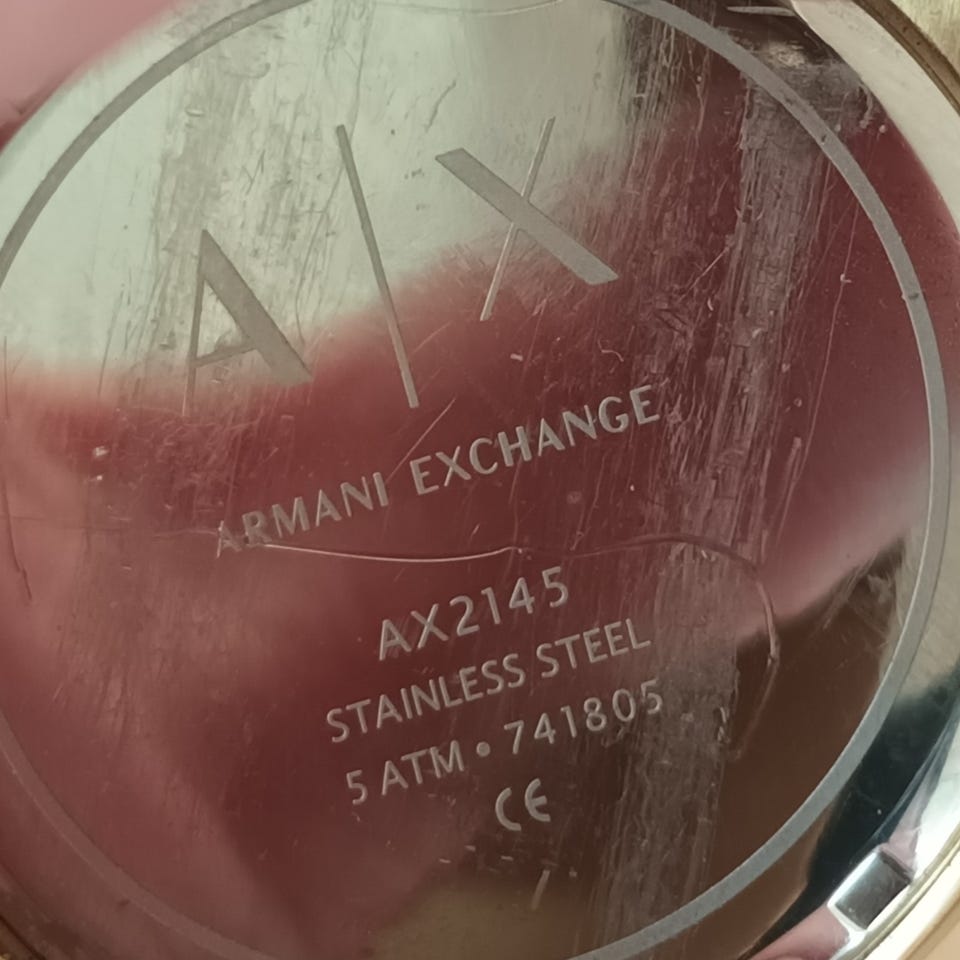 A|X
ARMANI EXCHANGE
AX2145
STAINLESS STEEL
5 ATM • 741805
CE